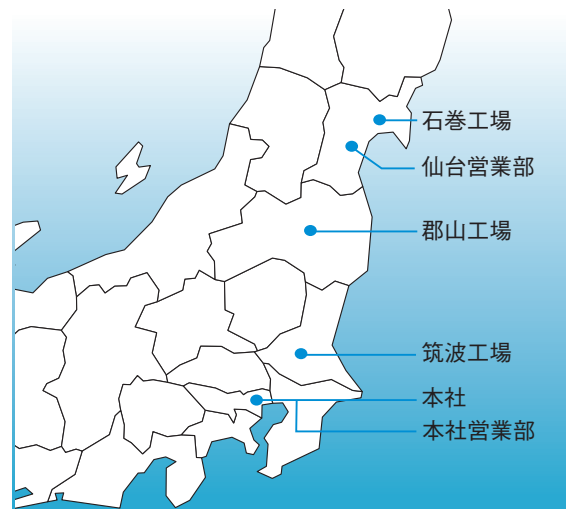 石巻工場
仙台営業部
郡山工場
筑波工場
本社
本社営業部